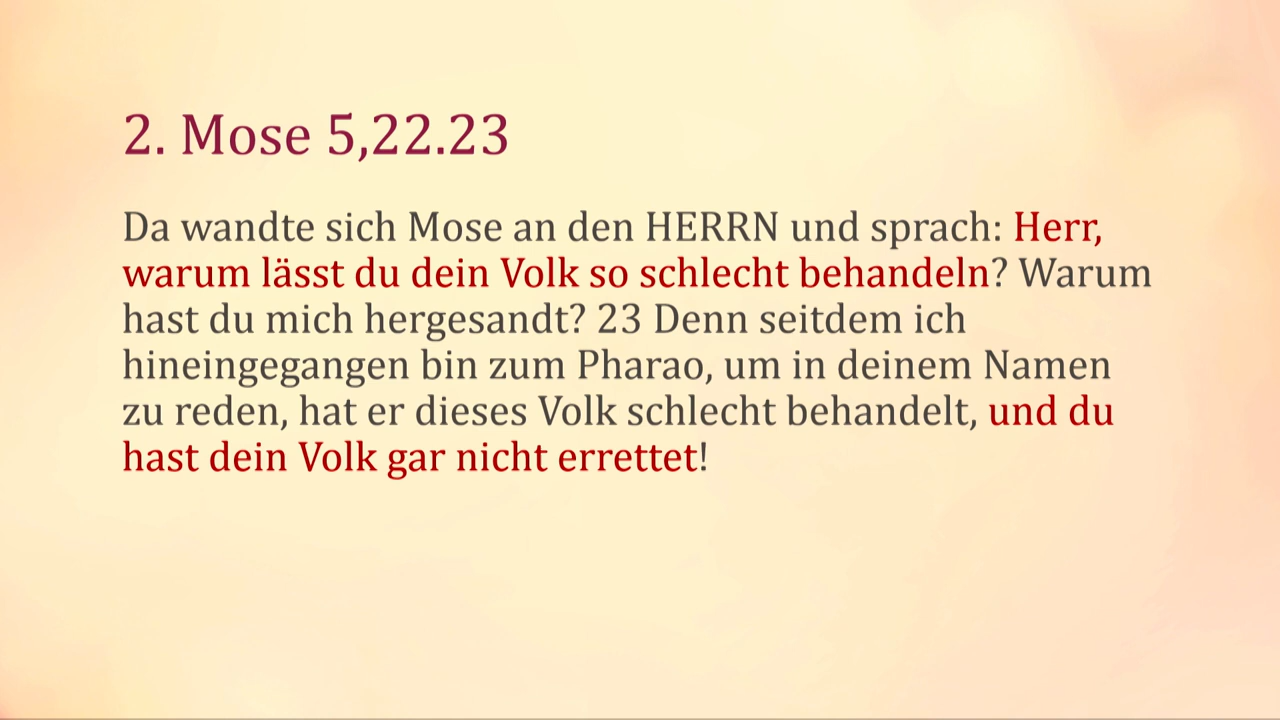 2. Mose 5,22.23
Da wandte sich Mose an den HERRN und sprach: Herr,
warum lässt du dein Volk so schlecht behandeln? Warum
hast du mich hergesandt? 23 Denn seitdem ich
hineingegangen bin zum Pharao, um in deinem Namen
zu reden, hat er dieses Volk schlecht behandelt, und du
hast dein Volk gar nicht errettet!